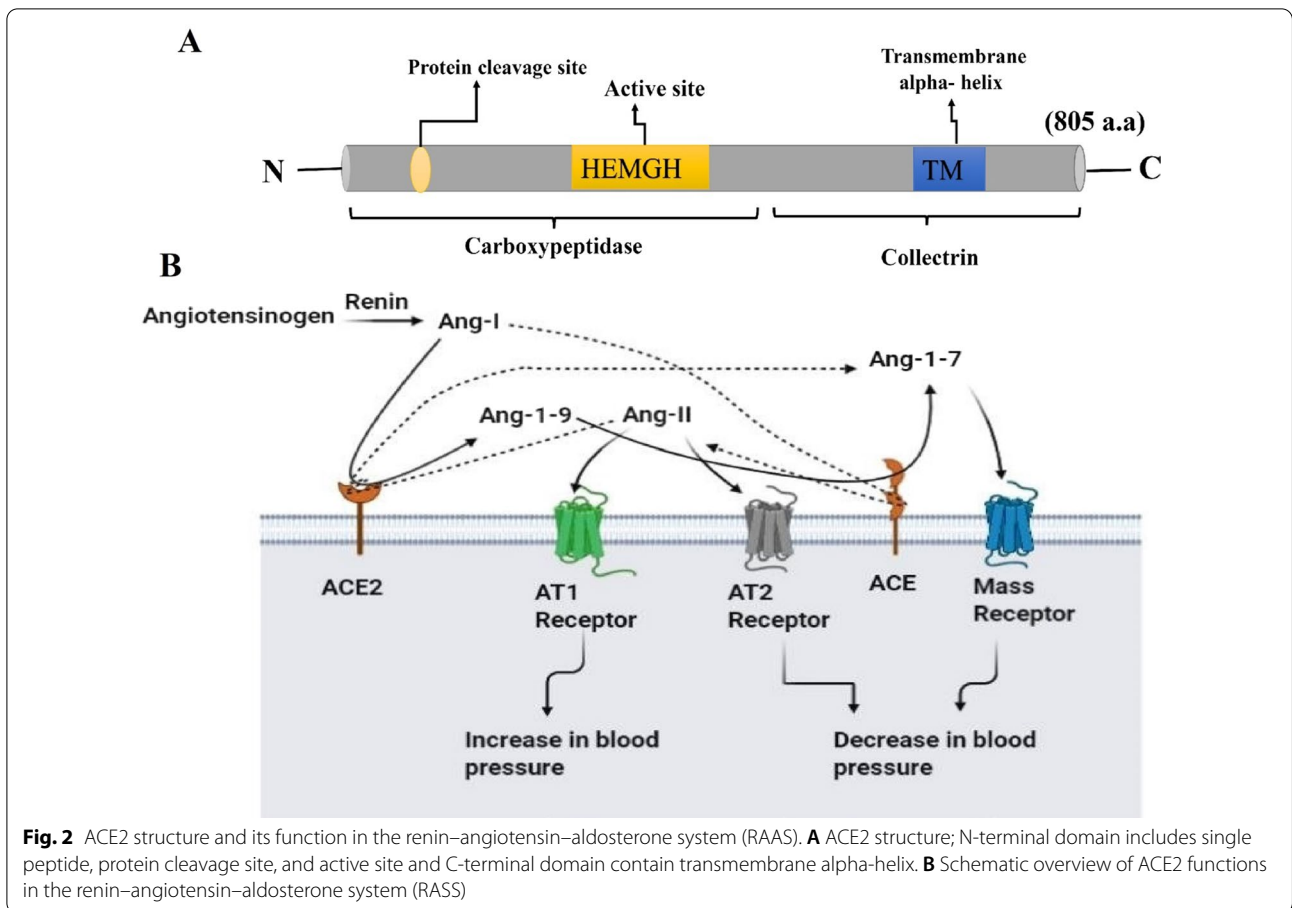 A
Protein cleavage site
Active site
Transmembrane
alpha- helix
(805 a.a)
N
HEMGH
TM
C
Carboxypeptidase
Collectrin
B
Angiotensinogen
Renin
Ang-I
Ang-1-7
Ang-1-9
Ang-II
ACE2
AT1
Receptor
AT2
Receptor
ACE
Mass
Receptor
Increase in blood
pressure
Decrease in blood
pressure
Fig. 2 ACE2 structure and its function in the renin–angiotensin–aldosterone system (RAAS). A ACE2 structure; N-terminal domain includes single
peptide, protein cleavage site, and active site and C-terminal domain contain transmembrane alpha-helix. B Schematic overview of ACE2 functions
in the renin–angiotensin–aldosterone system (RASS)